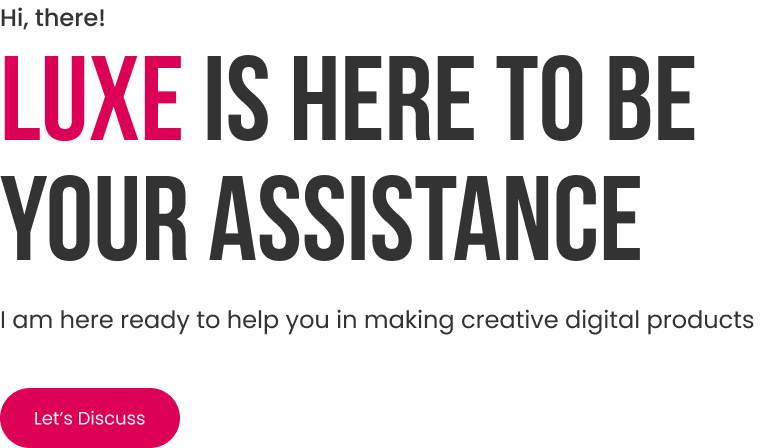 Hi, there!
LUXE IS HERE TO BE
YOUR ASSISTANCE
I am here ready to help you in making creative digital products
Let’s Discuss